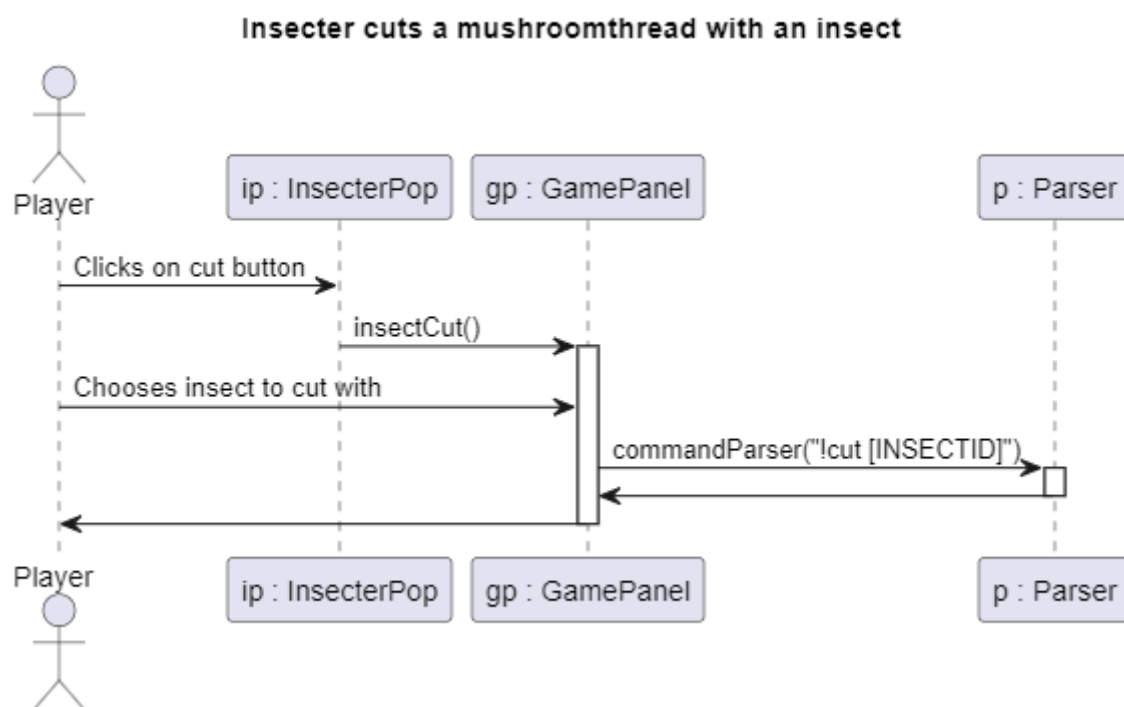 Insecter cuts a mushroomthread with an insect
Player
ip : InsecterPop
gp : GamePanel
p : Parser
Clicks on cut button
insectCut()
Chooses insect to cut with
commandParser("!cut [INSECTID]")
Player
ip : InsecterPop
gp : GamePanel
p : Parser